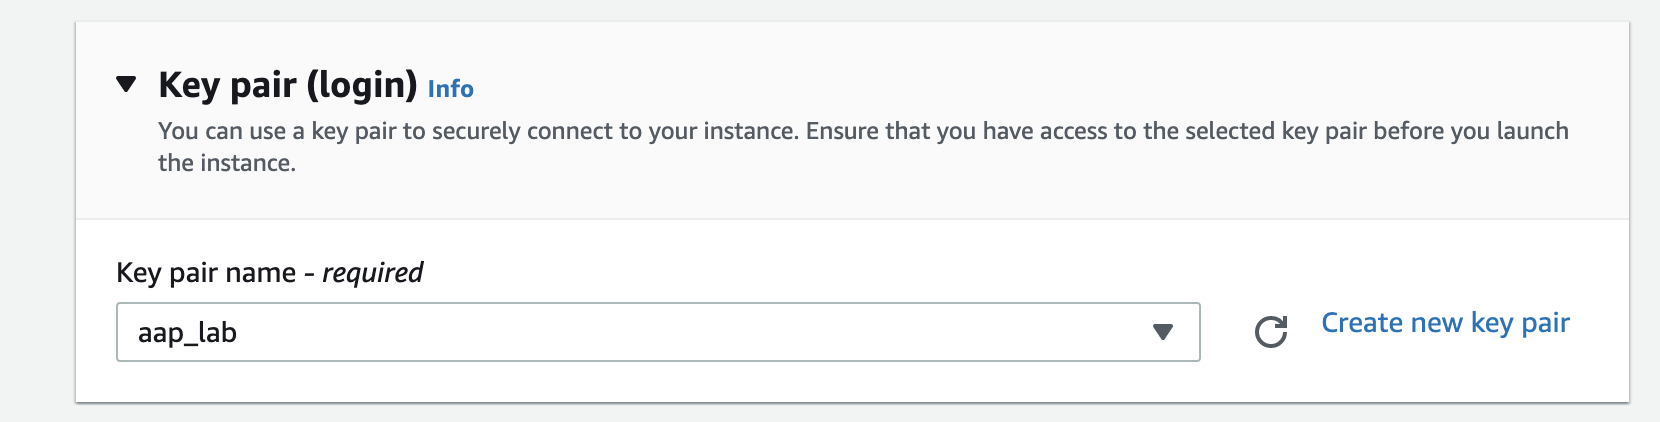 Key pair (login) Info
You can use a key pair to securely connect to your instance. Ensure that you have access to the selected key pair before you launch
the instance.
Key pair name - required
aap_lab
Create new key pair